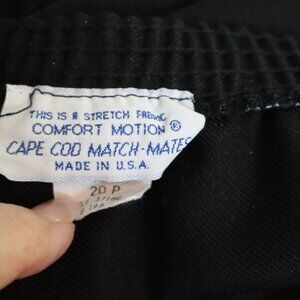 THIS IS A STRETCH FABRIC
COMFORT MOTION®
CAPE COD MATCH-MATES
MADE IN U.S.A.
20 P